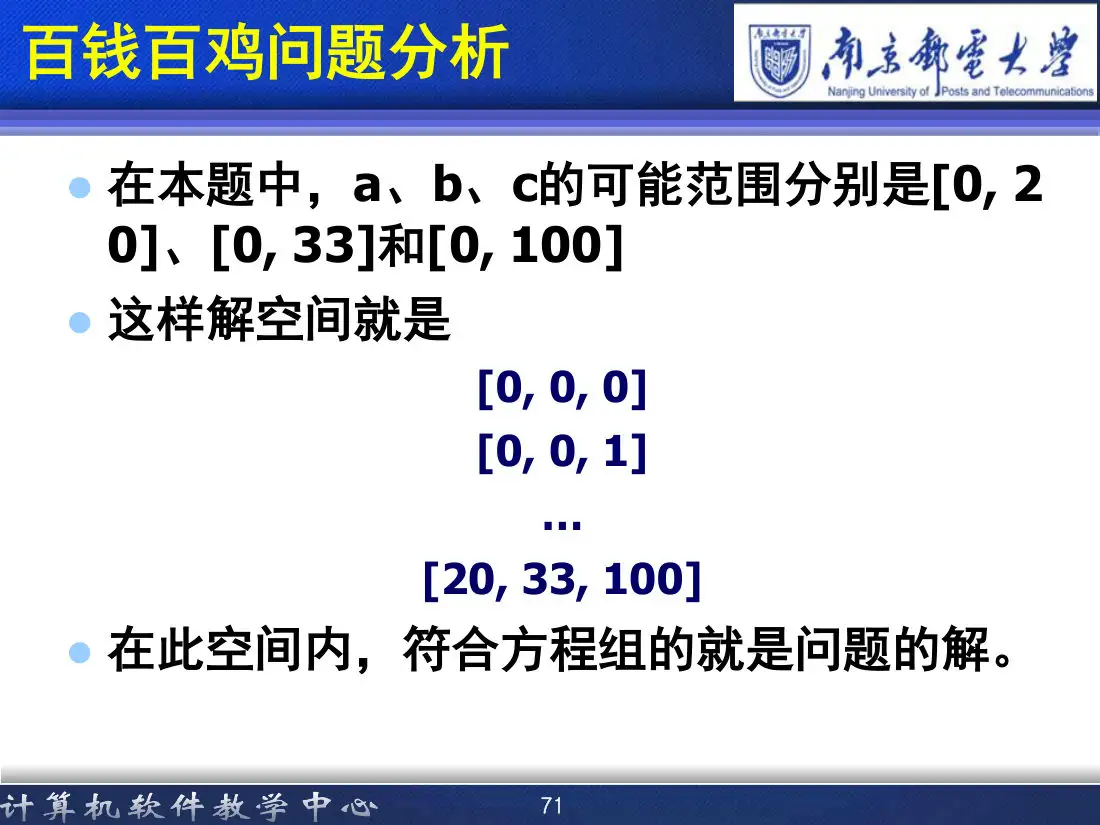 百钱百鸡问题分析
南京邮电大学
Nanjing University of Posts and Telecommunications
在本题中，a、b、c的可能范围分别是[0, 2
0]、[0, 33]和[0, 100]
这样解空间就是
[0, 0, 0]
[0, 0, 1]
...
[20, 33, 100]
在此空间内，符合方程组的就是问题的解。
计算机软件教学中心
71